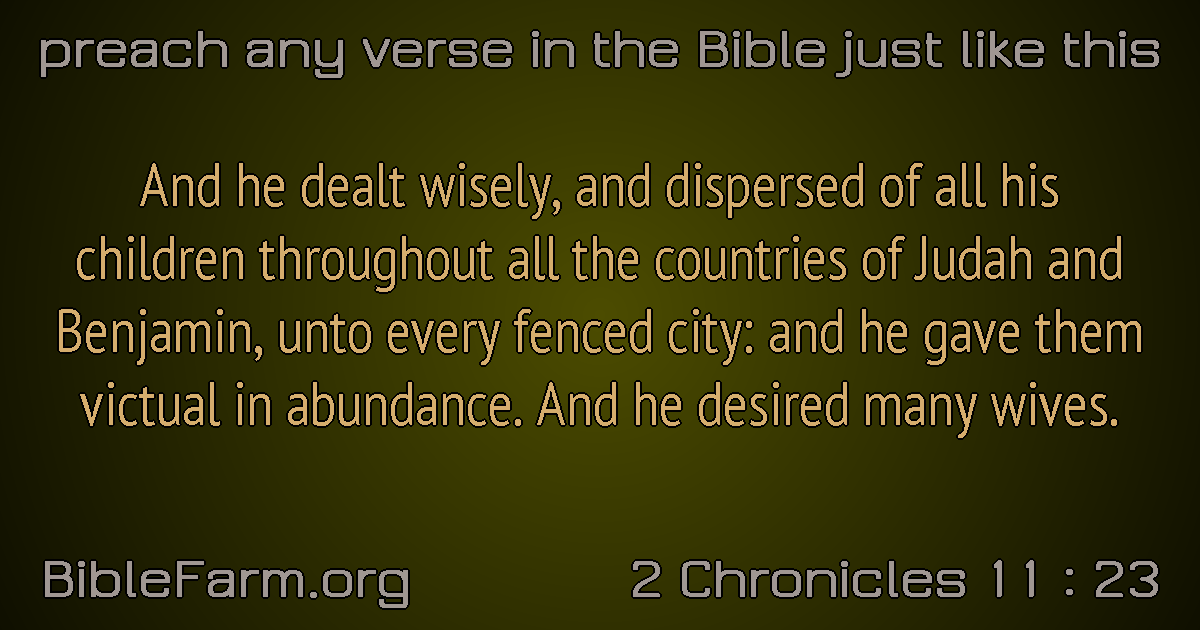 preach any verse in the Bible just like this
And he dealt wisely, and dispersed of all his
children throughout all the countries of Judah and
Benjamin, unto every fenced city: and he gave them
victual in abundance. And he desired many wives.
BibleFarm.org
2 Chronicles 11 : 23